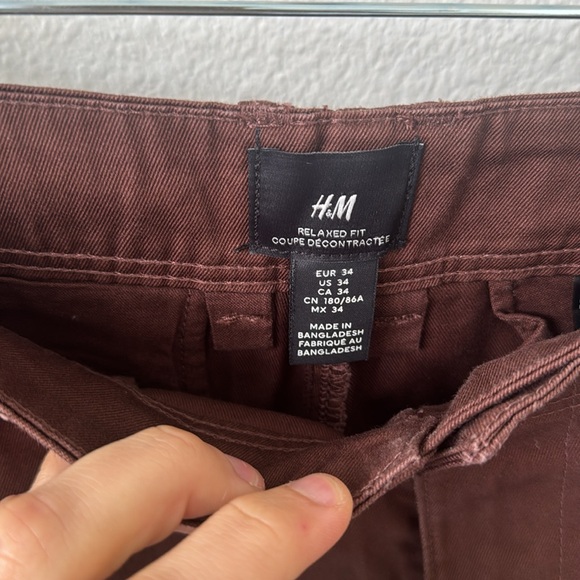 H&M
RELAXED FIT
COUPE DÉCONTRACTÉE
EUR 34
US 34
CA 34
CN 180/86A
MX 34
MADE IN
BANGLADESH
FABRIQUÉ AU
BANGLADESH